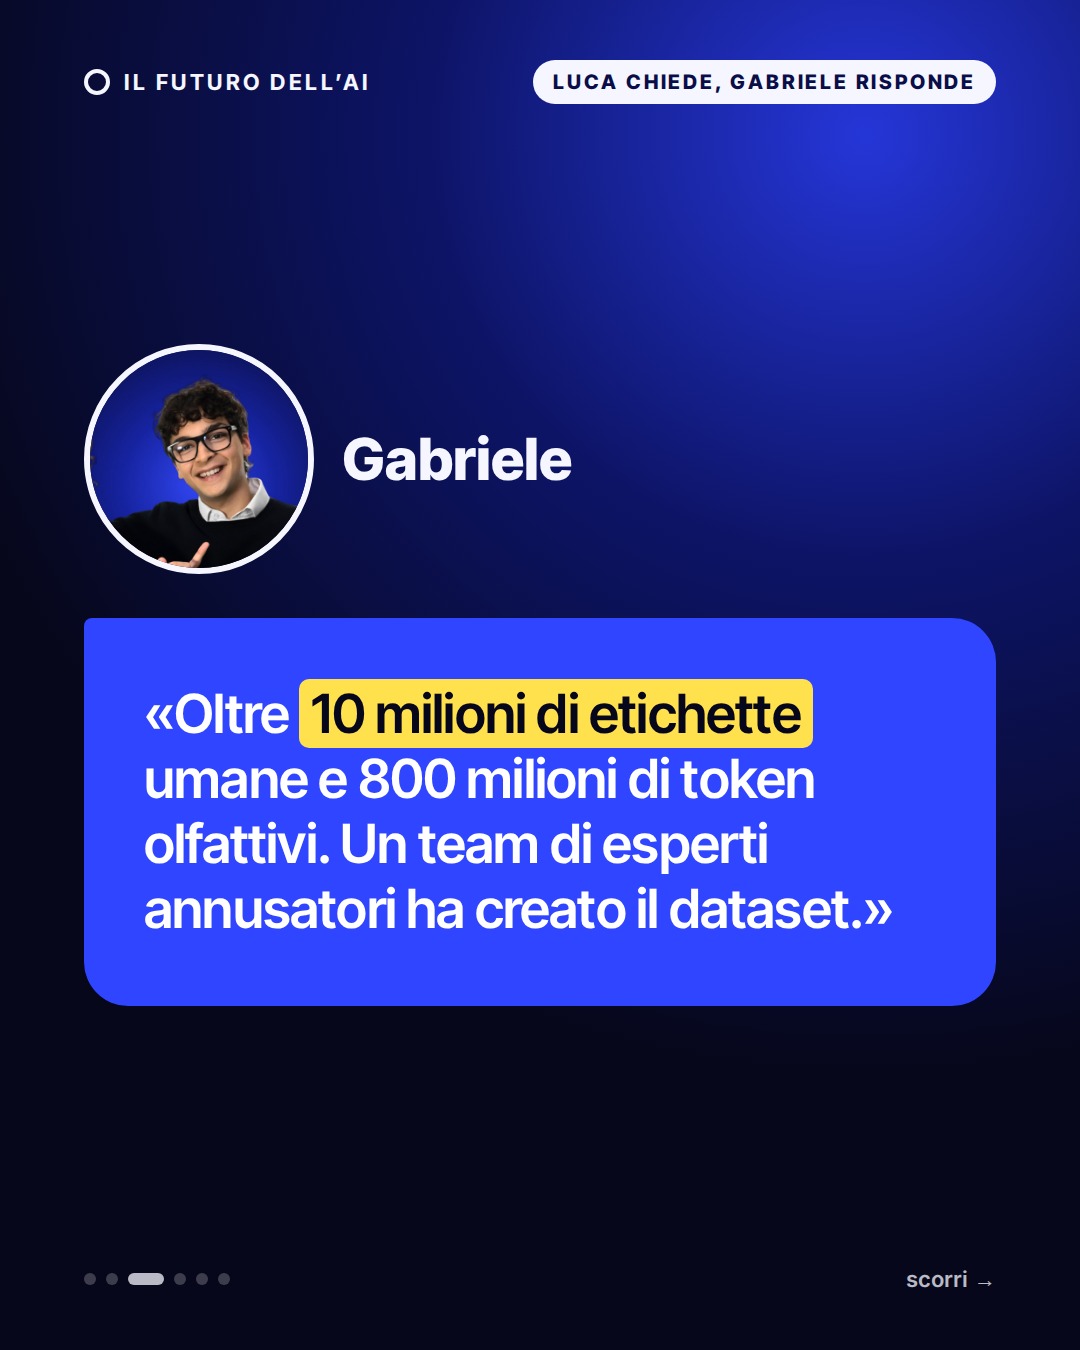 IL FUTURO DELL’AI
LUCA CHIEDE, GABRIELE RISPONDE
Gabriele
«Oltre 10 milioni di etichette
umane e 800 milioni di token
olfattivi. Un team di esperti
annusatori ha creato il dataset.»
scorri →